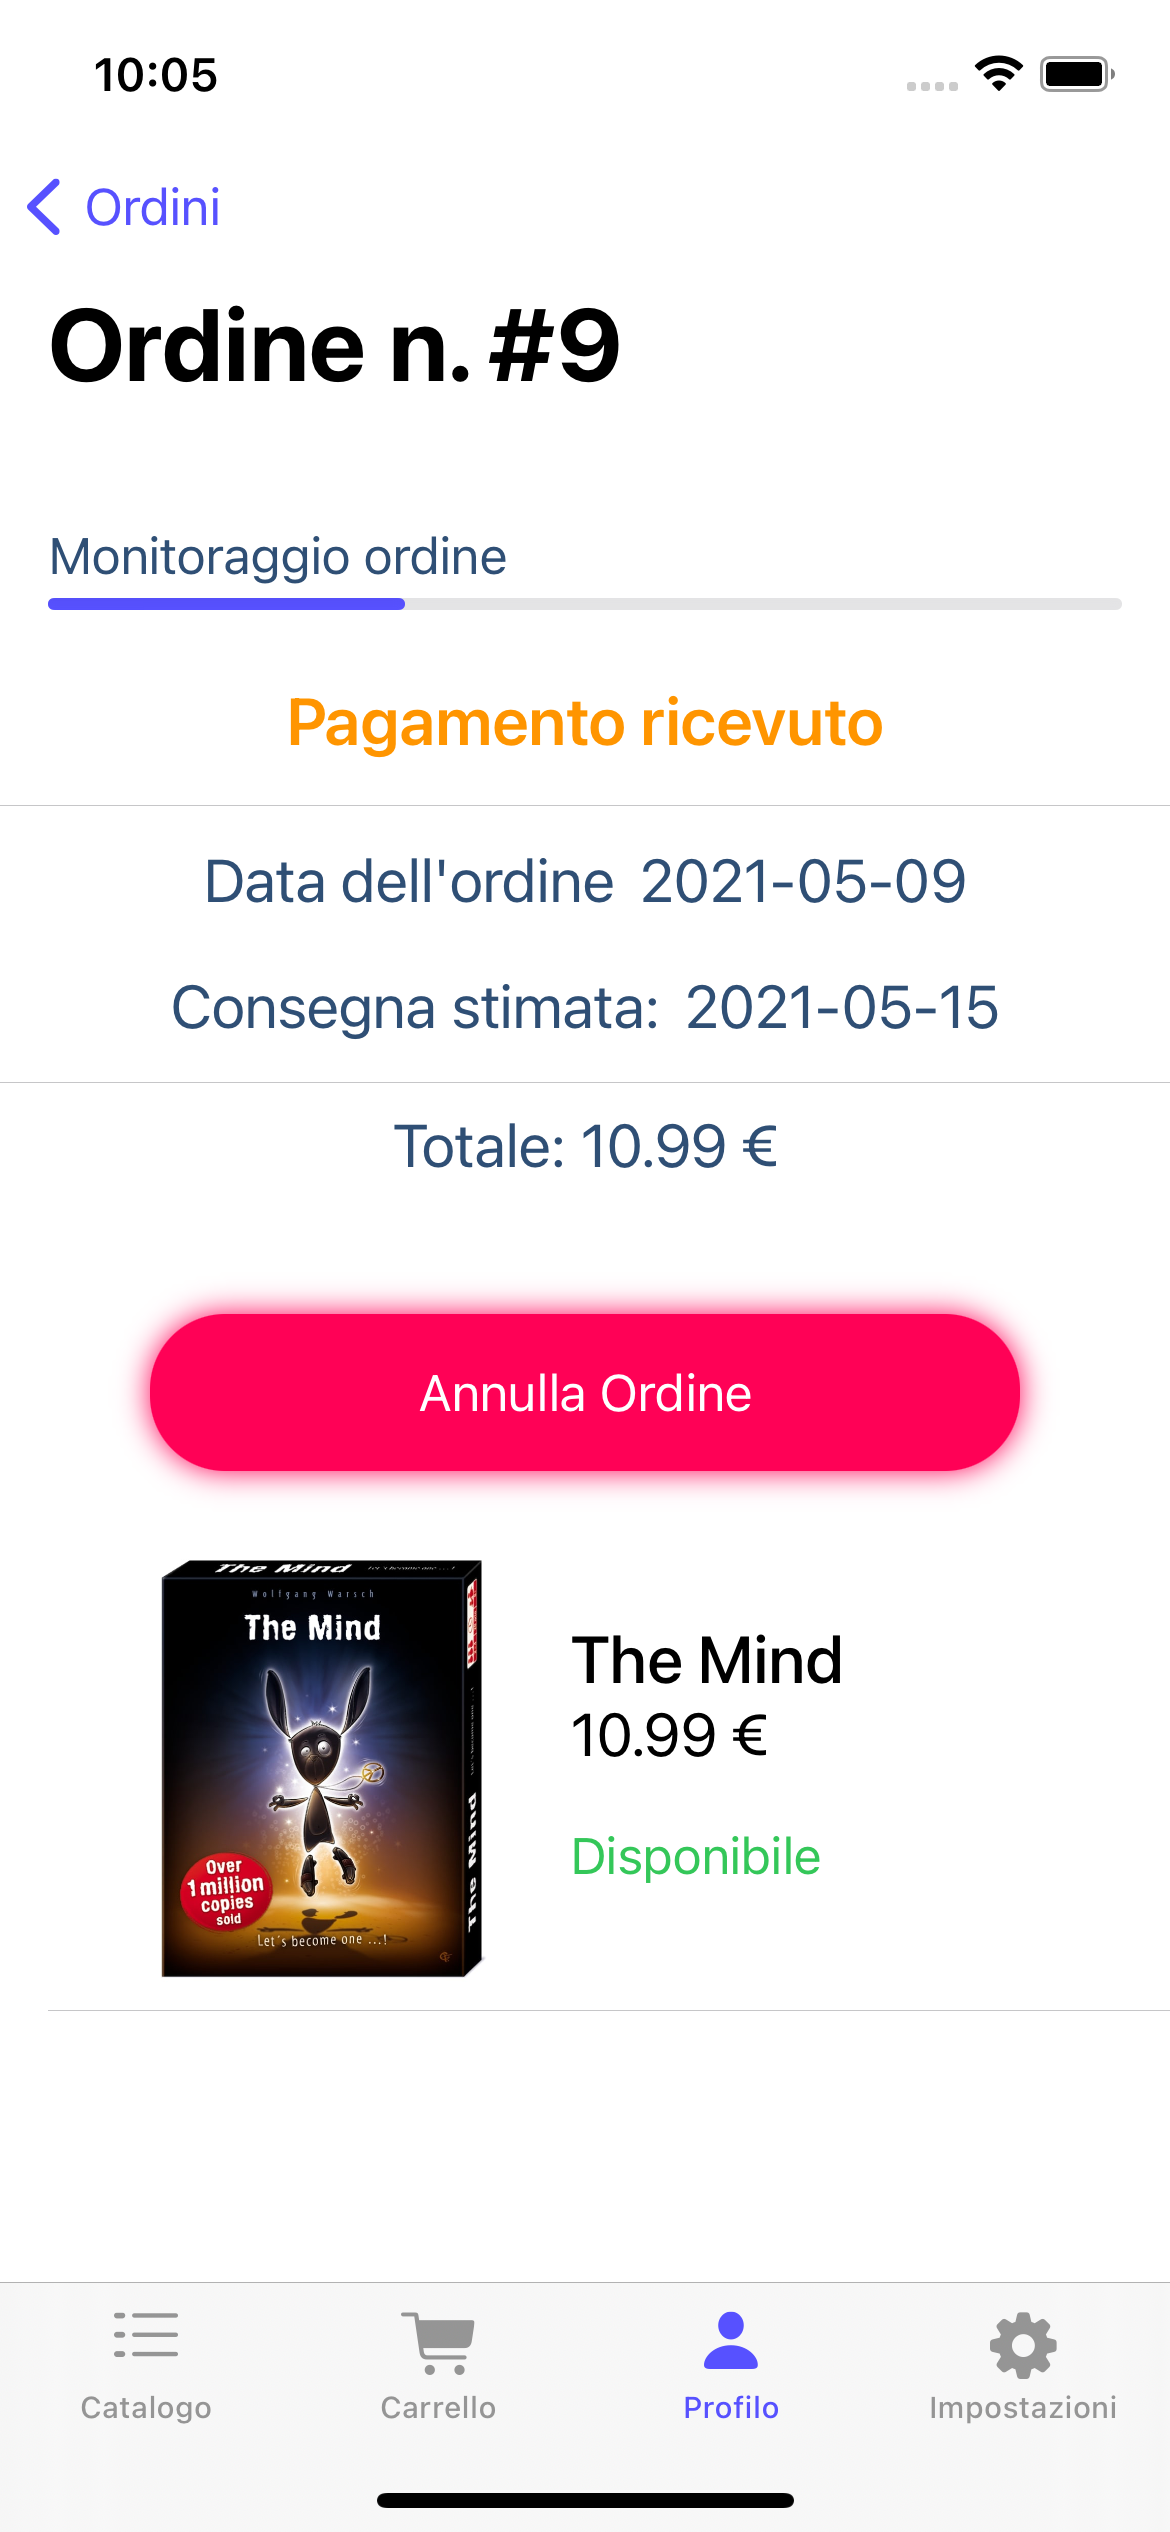 10:05
Ordini
Ordine n. #9
Monitoraggio ordine
Pagamento ricevuto
Data dell'ordine 2021-05-09
Consegna stimata: 2021-05-15
Totale: 10.99 €
Annulla Ordine
The Mind
Wolfgang Warsch
The Mind
The Mind
Over
1 million
copies
sold
Let's become one ...!
The Mind
10.99 €
Disponibile
Catalogo
Carrello
Profilo
Impostazioni